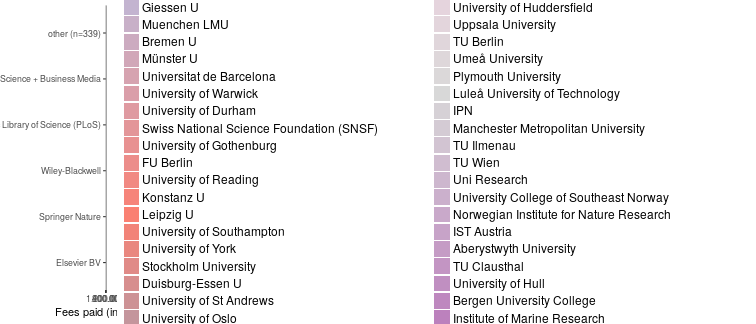 other (n=339)
Science + Business Media
Library of Science (PLoS)
Wiley-Blackwell
Springer Nature
Elsevier BV
Fees paid (in
Giessen U
Muenchen LMU
Bremen U
Münster U
Universitat de Barcelona
University of Warwick
University of Durham
Swiss National Science Foundation (SNSF)
University of Gothenburg
FU Berlin
University of Reading
Konstanz U
Leipzig U
University of Southampton
University of York
Stockholm University
Duisburg-Essen U
University of St Andrews
University of Oslo
University of Huddersfield
Uppsala University
TU Berlin
Umeå University
Plymouth University
Luleå University of Technology
IPN
Manchester Metropolitan University
TU Ilmenau
TU Wien
Uni Research
University College of Southeast Norway
Norwegian Institute for Nature Research
IST Austria
Aberystwyth University
TU Clausthal
University of Hull
Bergen University College
Institute of Marine Research